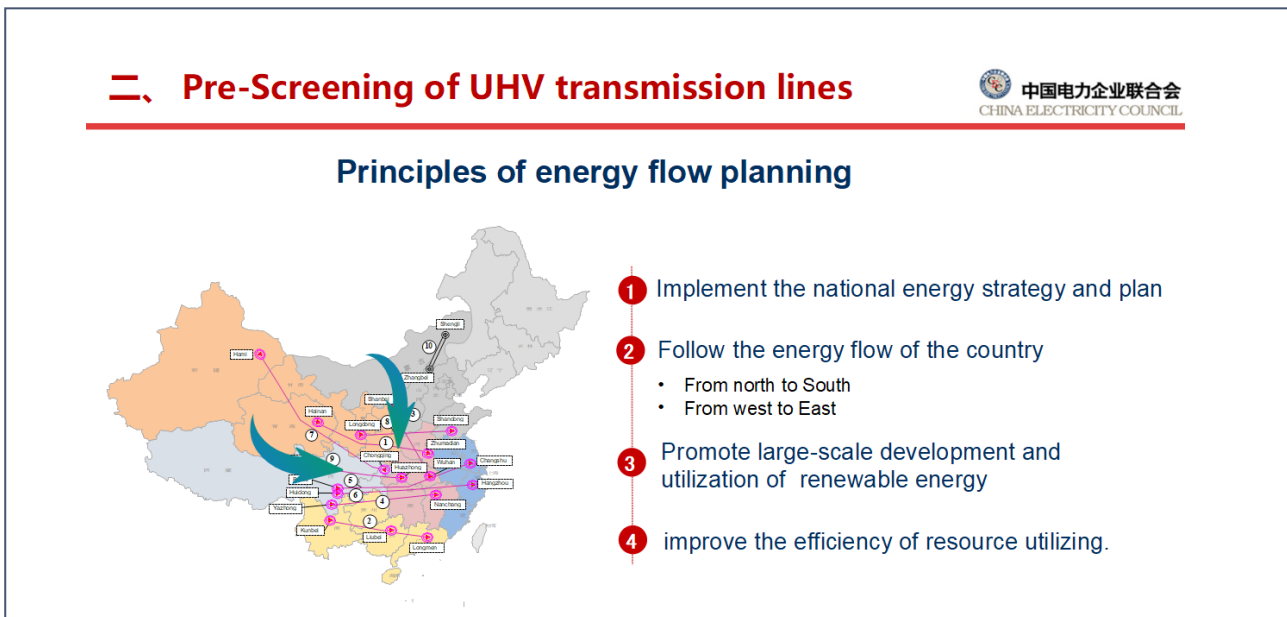 二、 Pre-Screening of UHV transmission lines
中国电力企业联合会
CHINA ELECTRICITY COUNCIL
Principles of energy flow planning
Shengli
10
Hami
Zhangbei
Shanbei
3
Hainan
Longdong
8
Shandong
7
1
Zhumadian
Chongqing
9
Huazhong
Wuhan
Chengshu
5
Huidong
6
Hangzhou
Yazhong
4
Nanchang
Kunbei
2
Liubei
Longmen
1 Implement the national energy strategy and plan
2 Follow the energy flow of the country
• From north to South
• From west to East
3 Promote large-scale development and
utilization of renewable energy
4 improve the efficiency of resource utilizing.